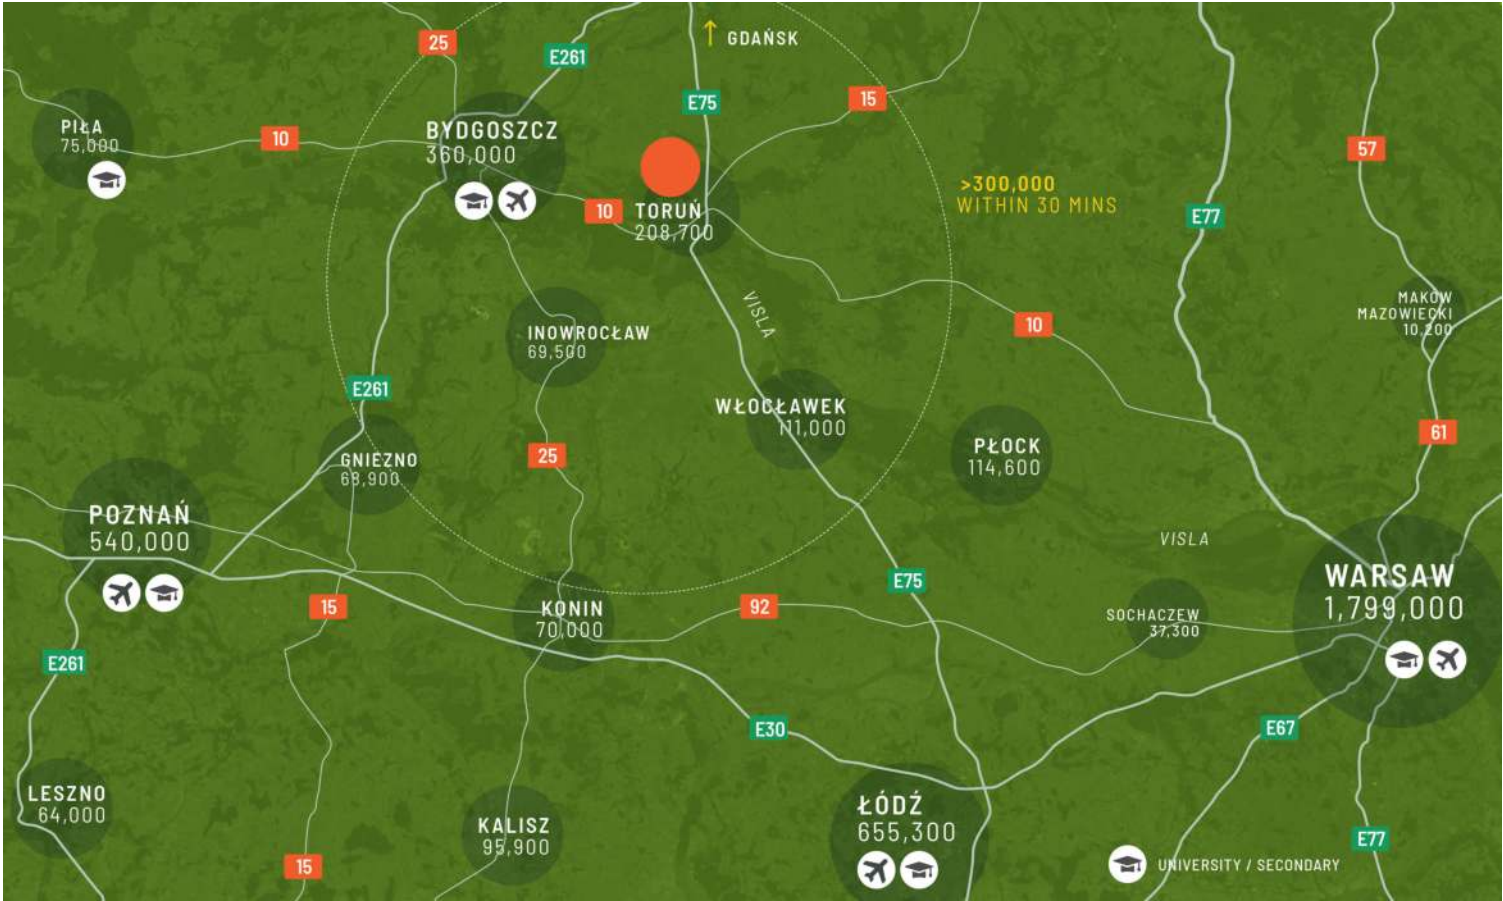 25
E261
↑ GDAŃSK
E75
15
PIŁA
75,000
10
BYDGOSZCZ
360,000
57
>300,000
WITHIN 30 MINS
10
TORUŃ
208,700
E77
VISLA
MAKÓW
MAZOWIECKI
10,200
10
INOWROCŁAW
69,500
E261
WŁOCŁAWEK
111,000
61
PŁOCK
114,600
25
GNIEZNO
68,900
POZNAŃ
540,000
VISLA
E75
WARSAW
1,799,000
15
KONIN
70,000
92
SOCHACZEW
37,300
E261
E30
E67
LESZNO
64,000
KALISZ
95,900
ŁÓDŹ
655,300
E77
15
UNIVERSITY / SECONDARY